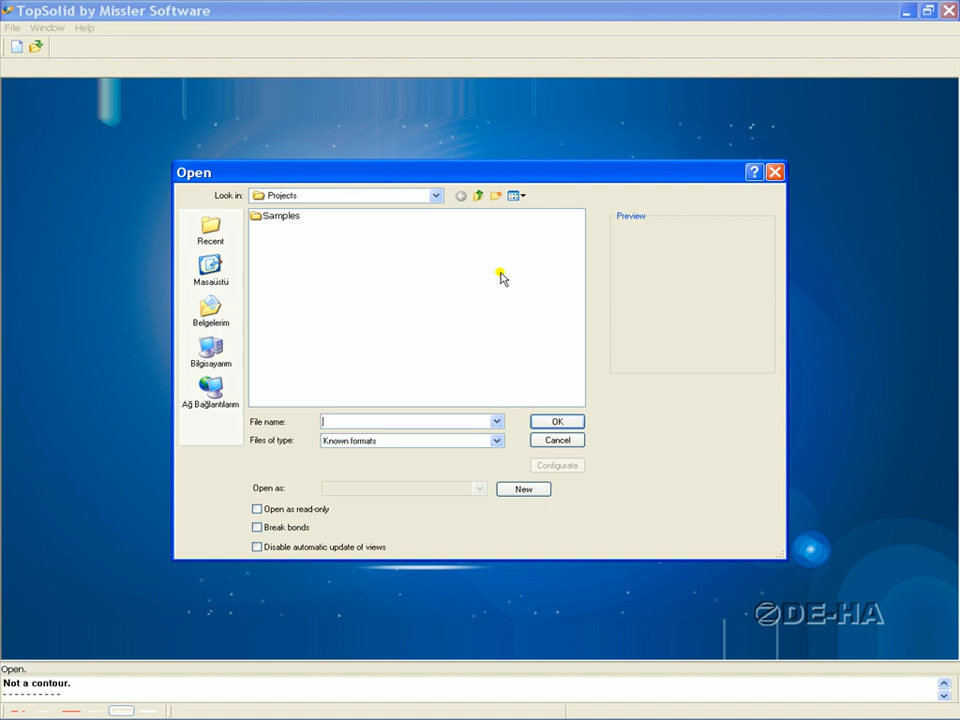 TopSolid by Missler Software
File Window Help
Open
Look in: Projects
Samples
Preview
Recent
Masaüstü
Belgelerim
Bilgisayarım
Ağ Bağlantılarım
File name:
OK
Files of type: Known formats
Cancel
Configurate
Open as:
New
Open as read-only
Break bonds
Disable automatic update of views
DE-HA
Open.
Not a contour.
----------